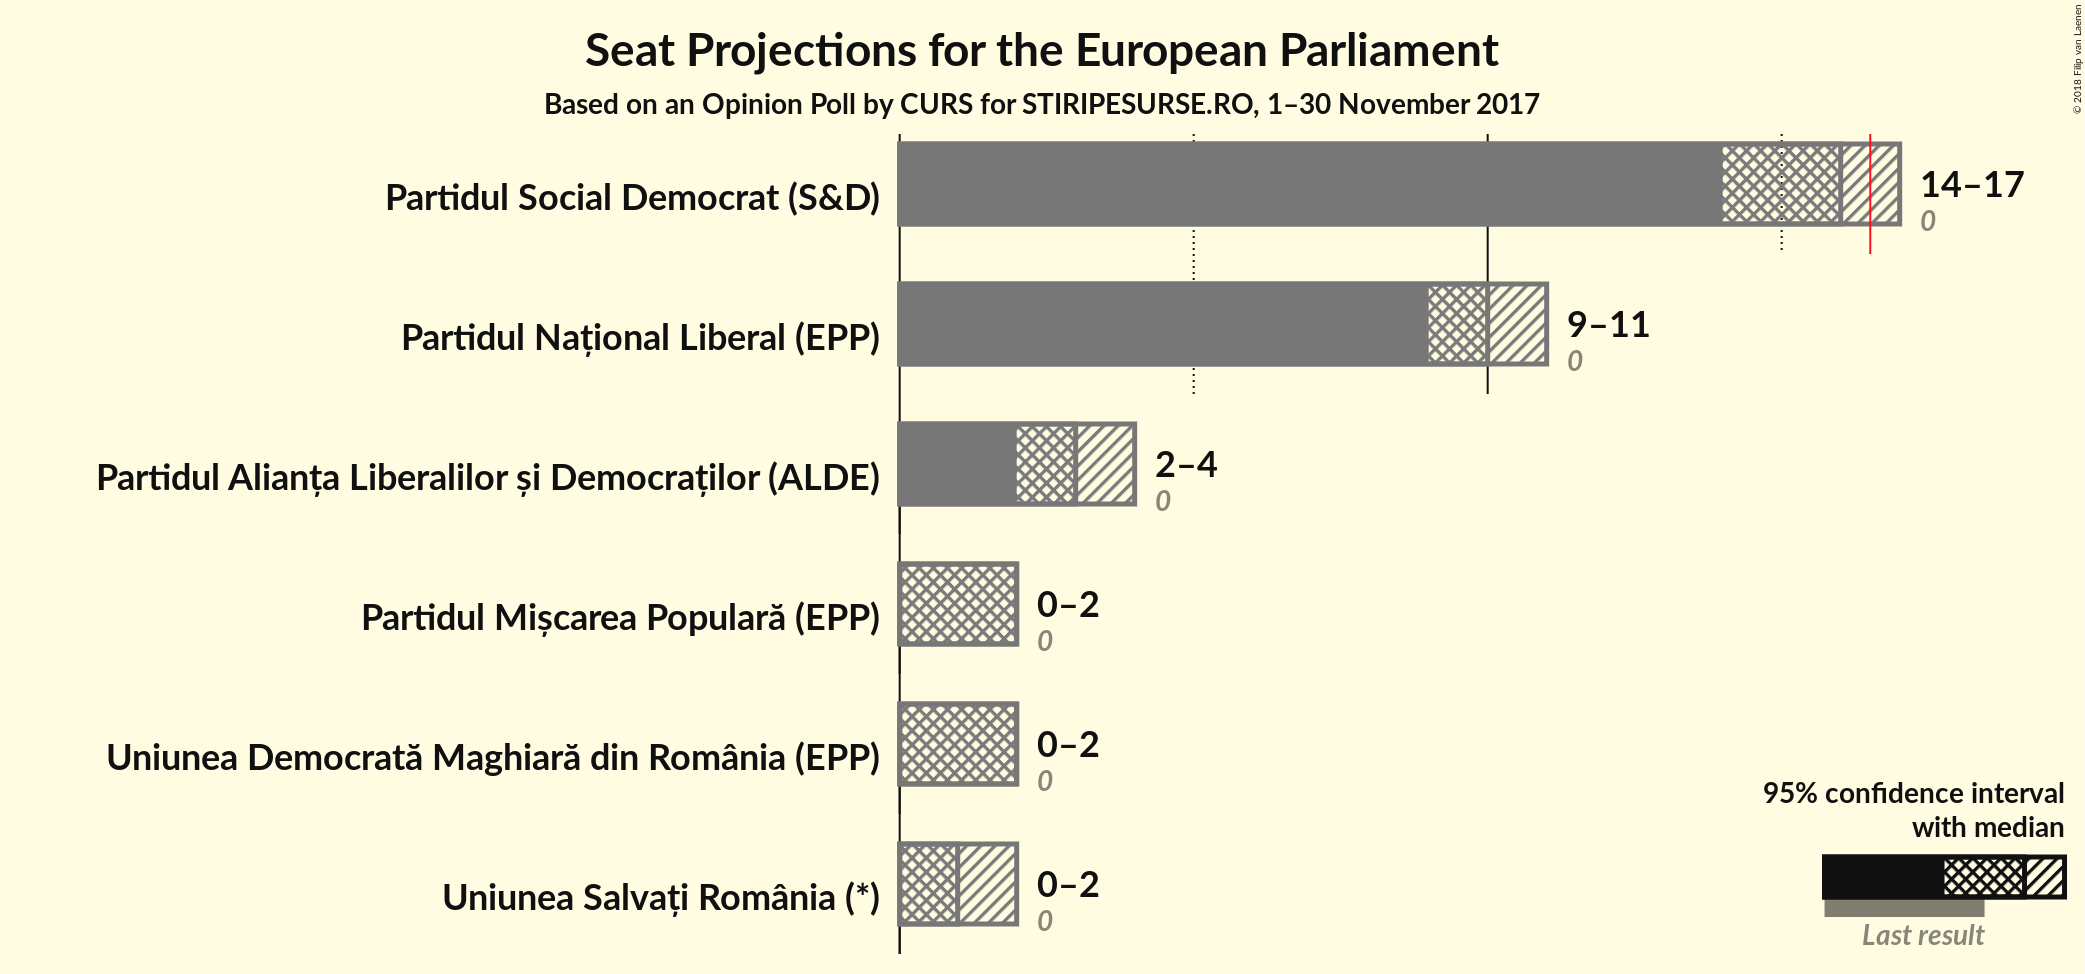 Seat Projections for the European Parliament
Based on an Opinion Poll by CURS for STIRIPESURSE.RO, 1–30 November 2017
© 2018 Filip van Laenen
Partidul Social Democrat (S&D)
14–17
0
Partidul Național Liberal (EPP)
9–11
0
Partidul Alianța Liberalilor și Democraților (ALDE)
2–4
0
Partidul Mișcarea Populară (EPP)
0–2
0
Uniunea Democrată Maghiară din România (EPP)
0–2
0
Uniunea Salvați România (*)
0–2
0
95% confidence interval
with median
Last result